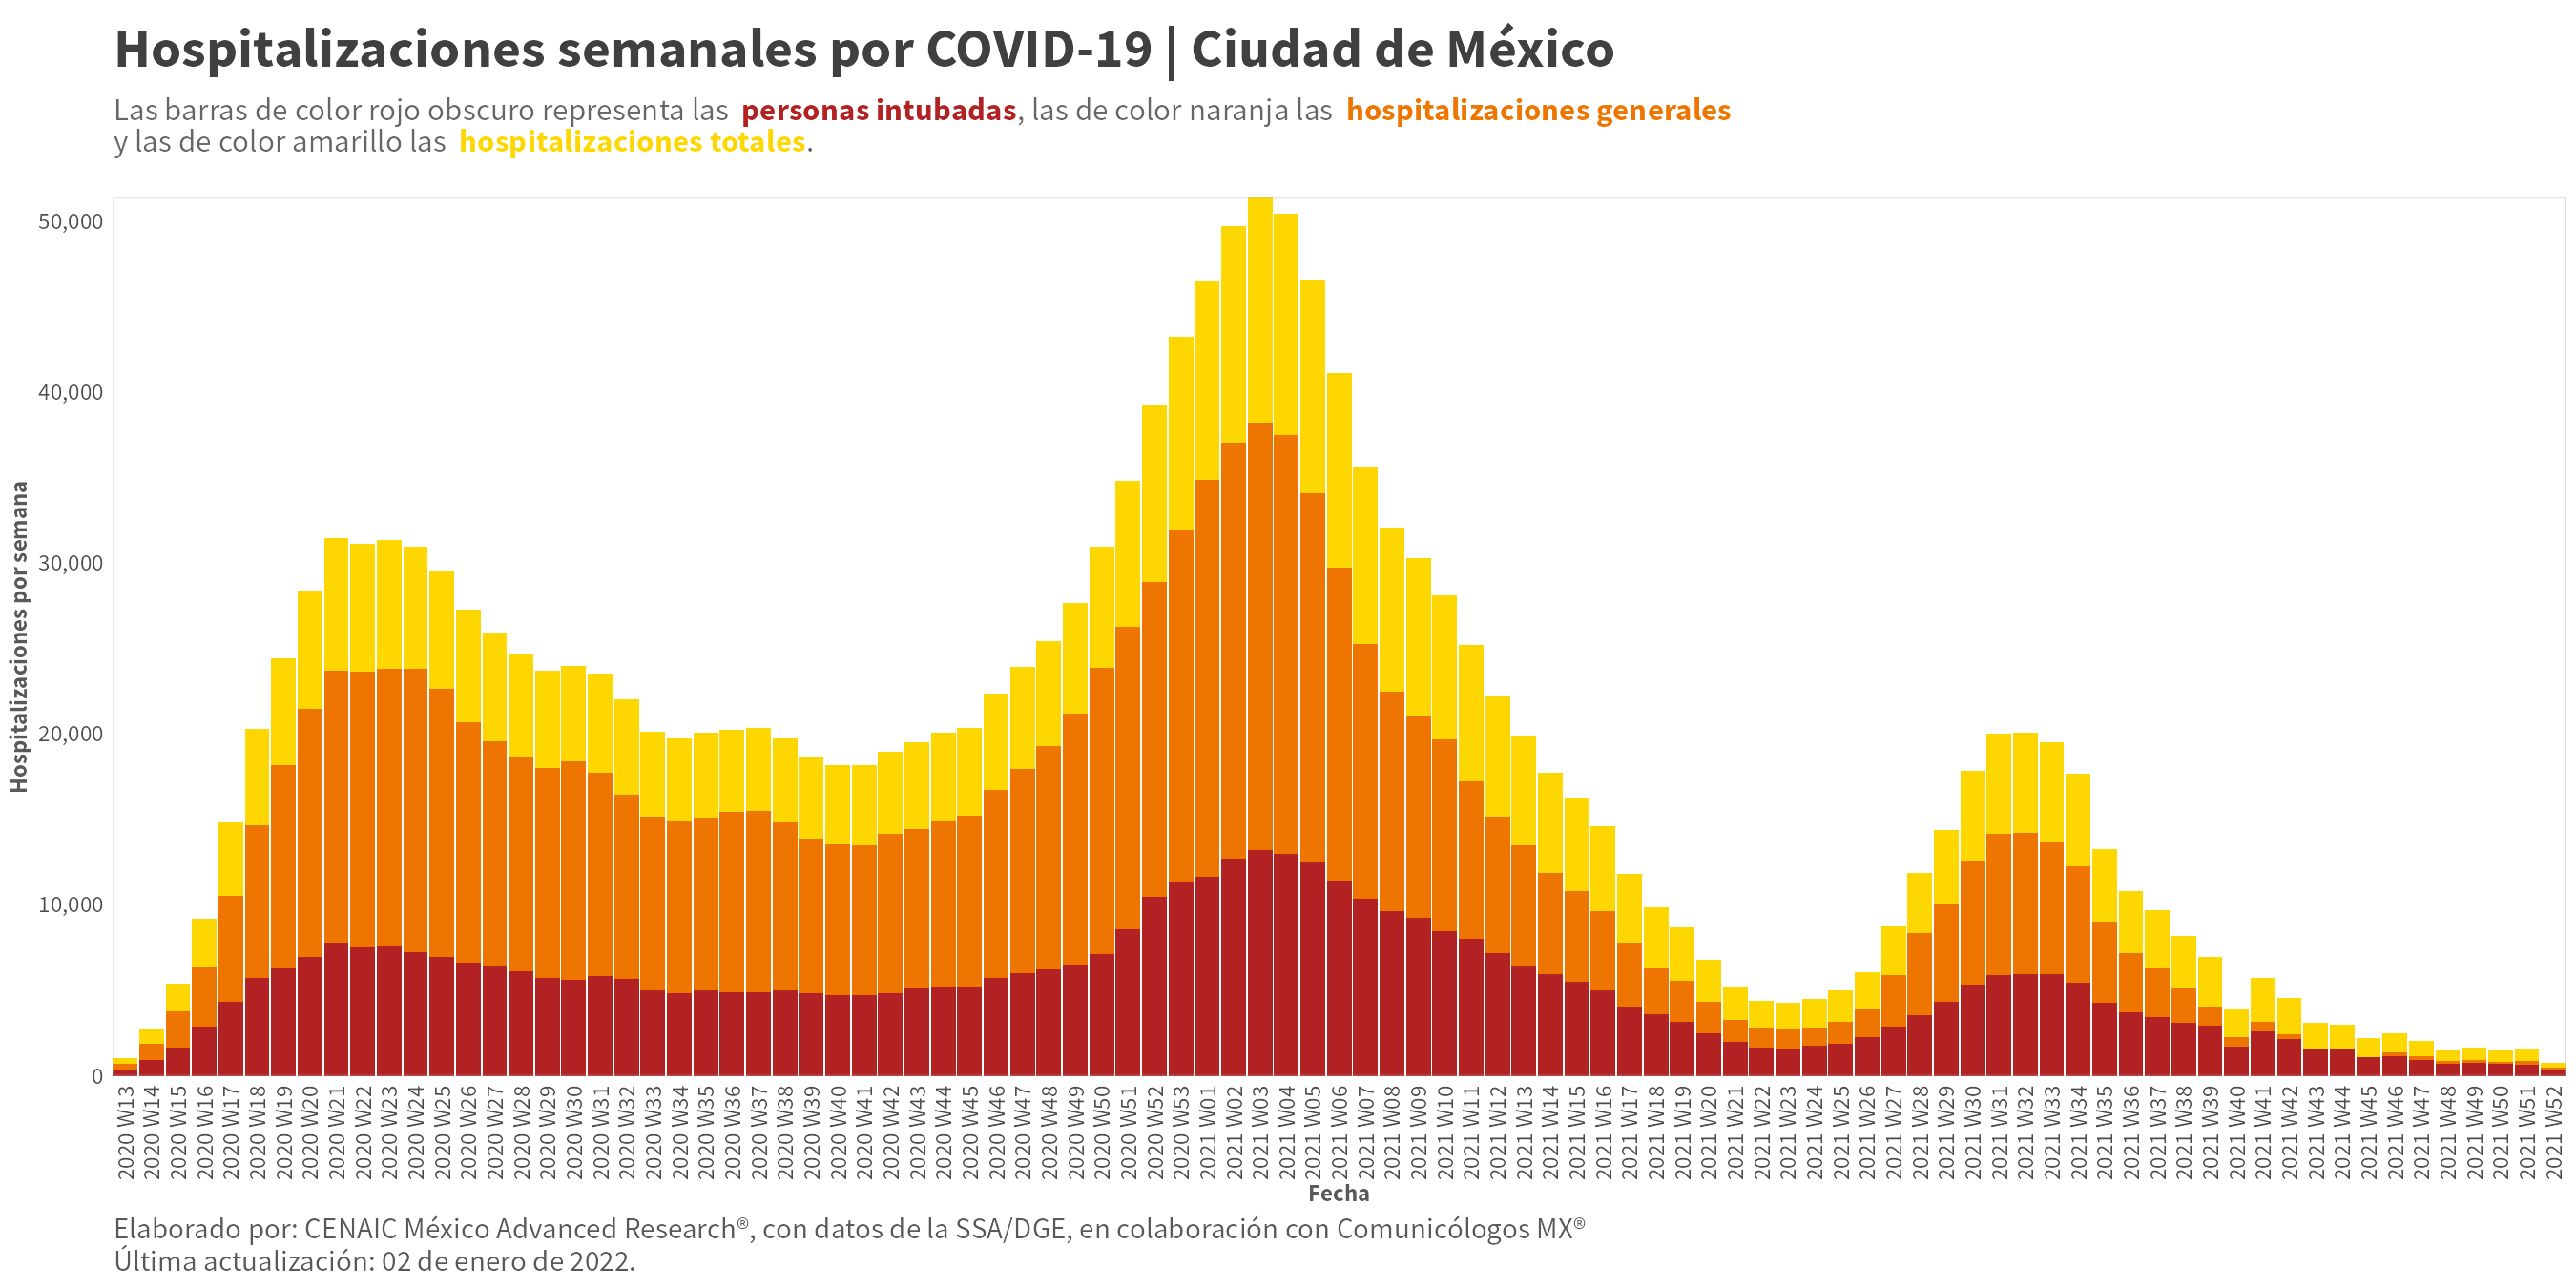 Hospitalizaciones semanales por COVID-19 | Ciudad de México
Las barras de color rojo obscuro representa las personas intubadas, las de color naranja las hospitalizaciones generales
y las de color amarillo las hospitalizaciones totales.
Hospitalizaciones por semana
50,000
40,000
30,000
20,000
10,000
0
2020 W13
2020 W14
2020 W15
2020 W16
2020 W17
2020 W18
2020 W19
2020 W20
2020 W21
2020 W22
2020 W23
2020 W24
2020 W25
2020 W26
2020 W27
2020 W28
2020 W29
2020 W30
2020 W31
2020 W32
2020 W33
2020 W34
2020 W35
2020 W36
2020 W37
2020 W38
2020 W39
2020 W40
2020 W41
2020 W42
2020 W43
2020 W44
2020 W45
2020 W46
2020 W47
2020 W48
2020 W49
2020 W50
2020 W51
2020 W52
2020 W53
2021 W01
2021 W02
2021 W03
2021 W04
2021 W05
2021 W06
2021 W07
2021 W08
2021 W09
2021 W10
2021 W11
2021 W12
2021 W13
2021 W14
2021 W15
2021 W16
2021 W17
2021 W18
2021 W19
2021 W20
2021 W21
2021 W22
2021 W23
2021 W24
2021 W25
2021 W26
2021 W27
2021 W28
2021 W29
2021 W30
2021 W31
2021 W32
2021 W33
2021 W34
2021 W35
2021 W36
2021 W37
2021 W38
2021 W39
2021 W40
2021 W41
2021 W42
2021 W43
2021 W44
2021 W45
2021 W46
2021 W47
2021 W48
2021 W49
2021 W50
2021 W51
2021 W52
Fecha
Elaborado por: CENAIC México Advanced Research®, con datos de la SSA/DGE, en colaboración con Comunicólogos MX®
Última actualización: 02 de enero de 2022.